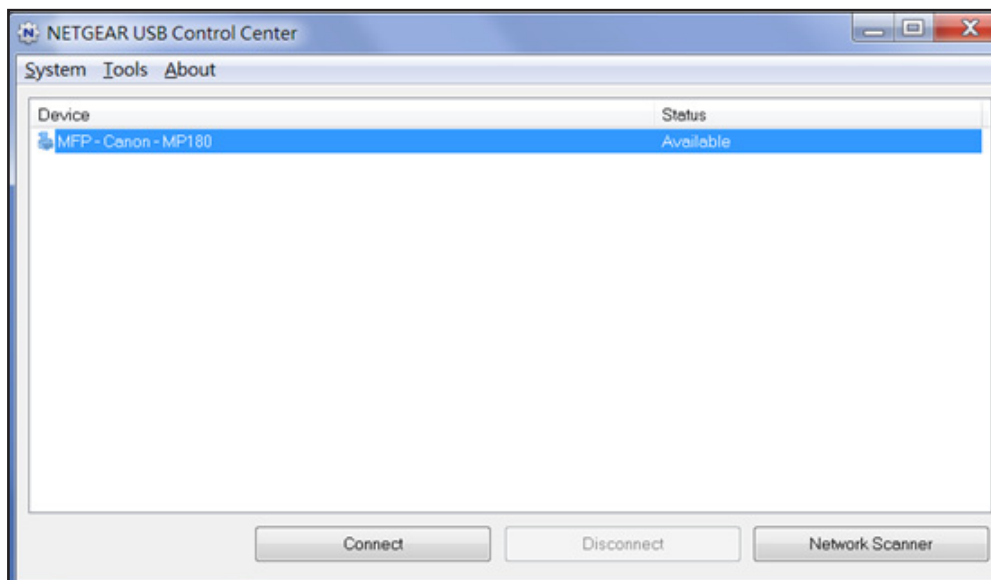 NETGEAR USB Control Center
System Tools About
Device Status
MFP - Canon - MP180 Available
Connect Disconnect Network Scanner